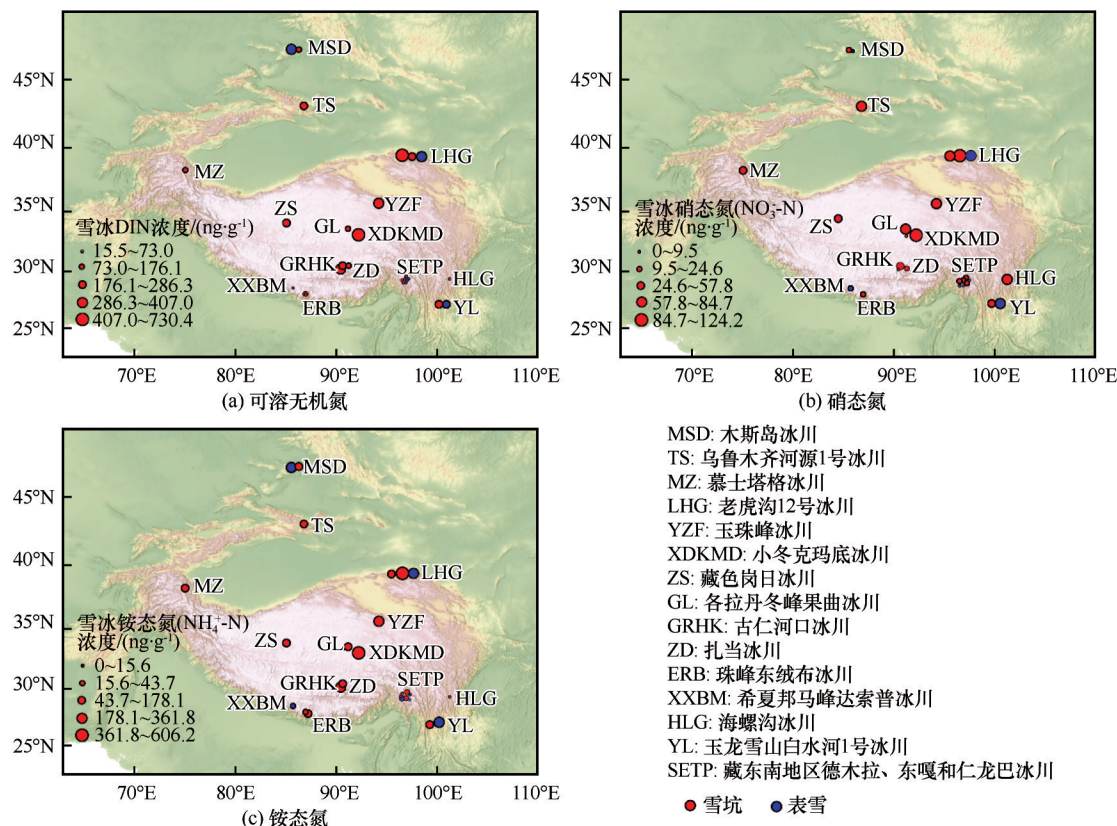 MSD
45°N
TS
40°N
LHG
MZ
35°N
ZS
YZF
GL
XDKMD
雪冰DIN浓度/(ng·g⁻¹)
15.5~73.0
73.0~176.1
176.1~286.3
286.3~407.0
407.0~730.4
30°N
GRHK
ZD
SETP
XXBM
HLG
ERB
YL
25°N
70°E 80°E 90°E 100°E 110°E
(a) 可溶无机氮
MSD
45°N
TS
40°N
LHG
MZ
35°N
ZS
YZF
GL
XDKMD
雪冰硝态氮(NO₃⁻-N)
浓度/(ng·g⁻¹)
0~9.5
9.5~24.6
24.6~57.8
57.8~84.7
84.7~124.2
30°N
GRHK
ZD
SETP
XXBM
HLG
ERB
YL
25°N
70°E 80°E 90°E 100°E 110°E
(b) 硝态氮
MSD
45°N
TS
40°N
LHG
MZ
35°N
YZF
ZS
GL
XDKMD
雪冰铵态氮(NH₄⁺-N)
浓度/(ng·g⁻¹)
0~15.6
15.6~43.7
43.7~178.1
178.1~361.8
361.8~606.2
30°N
GRHK
ZD
SETP
XXBM
HLG
ERB
YL
25°N
70°E 80°E 90°E 100°E 110°E
(c) 铵态氮
MSD: 木斯岛冰川
TS: 乌鲁木齐河源1号冰川
MZ: 慕士塔格冰川
LHG: 老虎沟12号冰川
YZF: 玉珠峰冰川
XDKMD: 小冬克玛底冰川
ZS: 藏色岗日冰川
GL: 各拉丹冬峰果曲冰川
GRHK: 古仁河口冰川
ZD: 扎当冰川
ERB: 珠峰东绒布冰川
XXBM: 希夏邦马峰达索普冰川
HLG: 海螺沟冰川
YL: 玉龙雪山白水河1号冰川
SETP: 藏东南地区德木拉、东嘎和仁龙巴冰川
雪坑 表雪